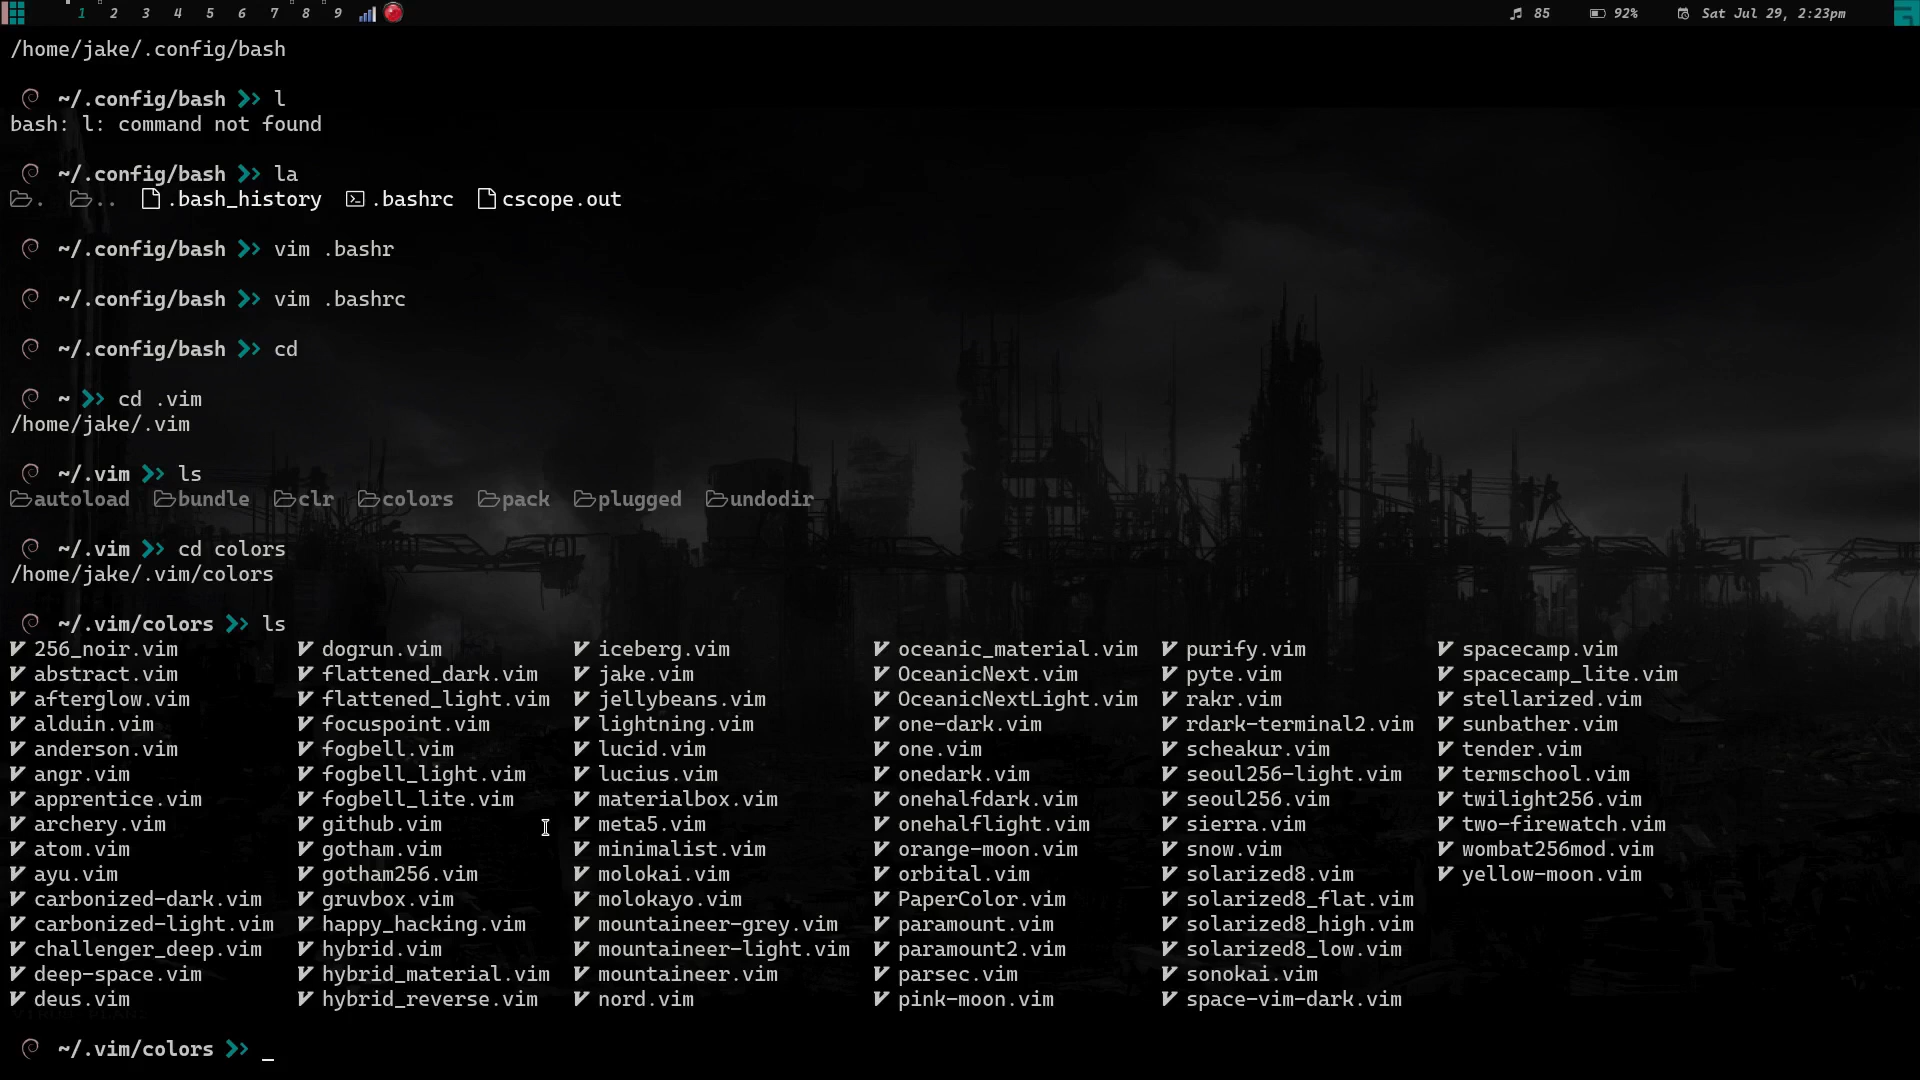 1 2 3 4 5 6 7 8 9 85 92% Sat Jul 29, 2:23pm
/home/jake/.config/bash
~/.config/bash l
bash: l: command not found
~/.config/bash la
. .. .bash_history .bashrc cscope.out
~/.config/bash vim .bashr
~/.config/bash vim .bashrc
~/.config/bash cd
~ cd .vim
/home/jake/.vim
~/.vim ls
autoload bundle clr colors pack plugged undodir
~/.vim cd colors
/home/jake/.vim/colors
~/.vim/colors ls
256_noir.vim dogrun.vim iceberg.vim oceanic_material.vim purify.vim spacecamp.vim
abstract.vim flattened_dark.vim jake.vim OceanicNext.vim pyte.vim spacecamp_lite.vim
afterglow.vim flattened_light.vim jellybeans.vim OceanicNextLight.vim rakr.vim stellarized.vim
alduin.vim focuspoint.vim lightning.vim one-dark.vim rdark-terminal2.vim sunbather.vim
anderson.vim fogbell.vim lucid.vim one.vim scheakur.vim tender.vim
angr.vim fogbell_light.vim lucius.vim onedark.vim seoul256-light.vim termschool.vim
apprentice.vim fogbell_lite.vim materialbox.vim onehalfdark.vim seoul256.vim twilight256.vim
archery.vim github.vim meta5.vim onehalflight.vim sierra.vim two-firewatch.vim
atom.vim gotham.vim minimalist.vim orange-moon.vim snow.vim wombat256mod.vim
ayu.vim gotham256.vim molokai.vim orbital.vim solarized8.vim yellow-moon.vim
carbonized-dark.vim gruvbox.vim molokayo.vim PaperColor.vim solarized8_flat.vim
carbonized-light.vim happy_hacking.vim mountaineer-grey.vim paramount.vim solarized8_high.vim
challenger_deep.vim hybrid.vim mountaineer-light.vim paramount2.vim solarized8_low.vim
deep-space.vim hybrid_material.vim mountaineer.vim parsec.vim sonokai.vim
deus.vim hybrid_reverse.vim nord.vim pink-moon.vim space-vim-dark.vim
~/.vim/colors _